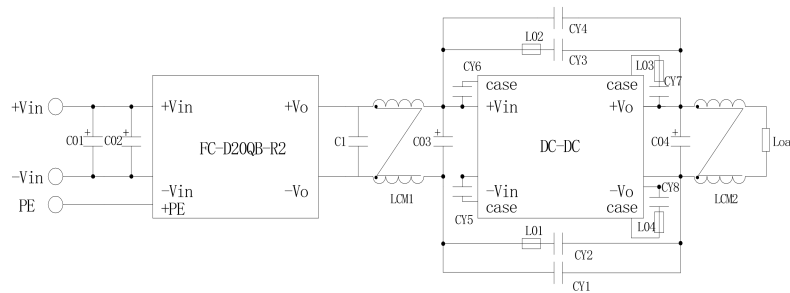 CY4
L02
CY3
CY6
L03
CY7
case
case
+Vin
+Vin
+Vo
+Vin
+Vo
C01
+
C02
+
FC-D20QB-R2
C1
C03
+
DC-DC
C04
+
Loa
-Vin
-Vin
-Vo
-Vin
-Vo
PE
+PE
LCM1
CY5
case
case
CY8
L04
LCM2
L01
CY2
CY1